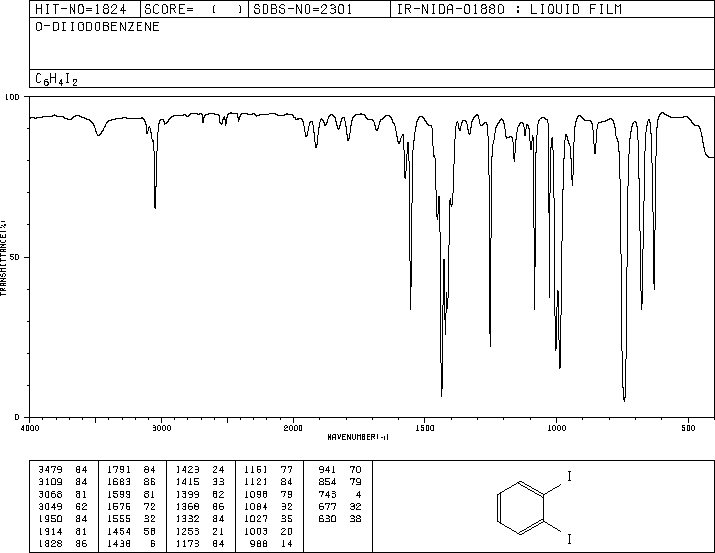 HIT-NO=1824 SCORE= ( ) SDBS-NO=2301 IR-NIDA-01880 : LIQUID FILM
O-DIIODOBENZENE
C6H4I2
100
50
0
TRANSMITTANCE(%)
4000 3000 2000 1500 1000 500
WAVENUMBER(-1)
3479 84 1791 84 1423 24 1161 77 941 70
3109 84 1683 86 1415 33 1121 84 854 79
3068 81 1599 81 1399 62 1098 79 743 4
3049 62 1576 72 1368 86 1084 32 677 32
1950 84 1555 32 1332 84 1027 35 630 38
1914 81 1454 58 1253 21 1003 20
1828 86 1438 6 1173 84 988 14
I
I